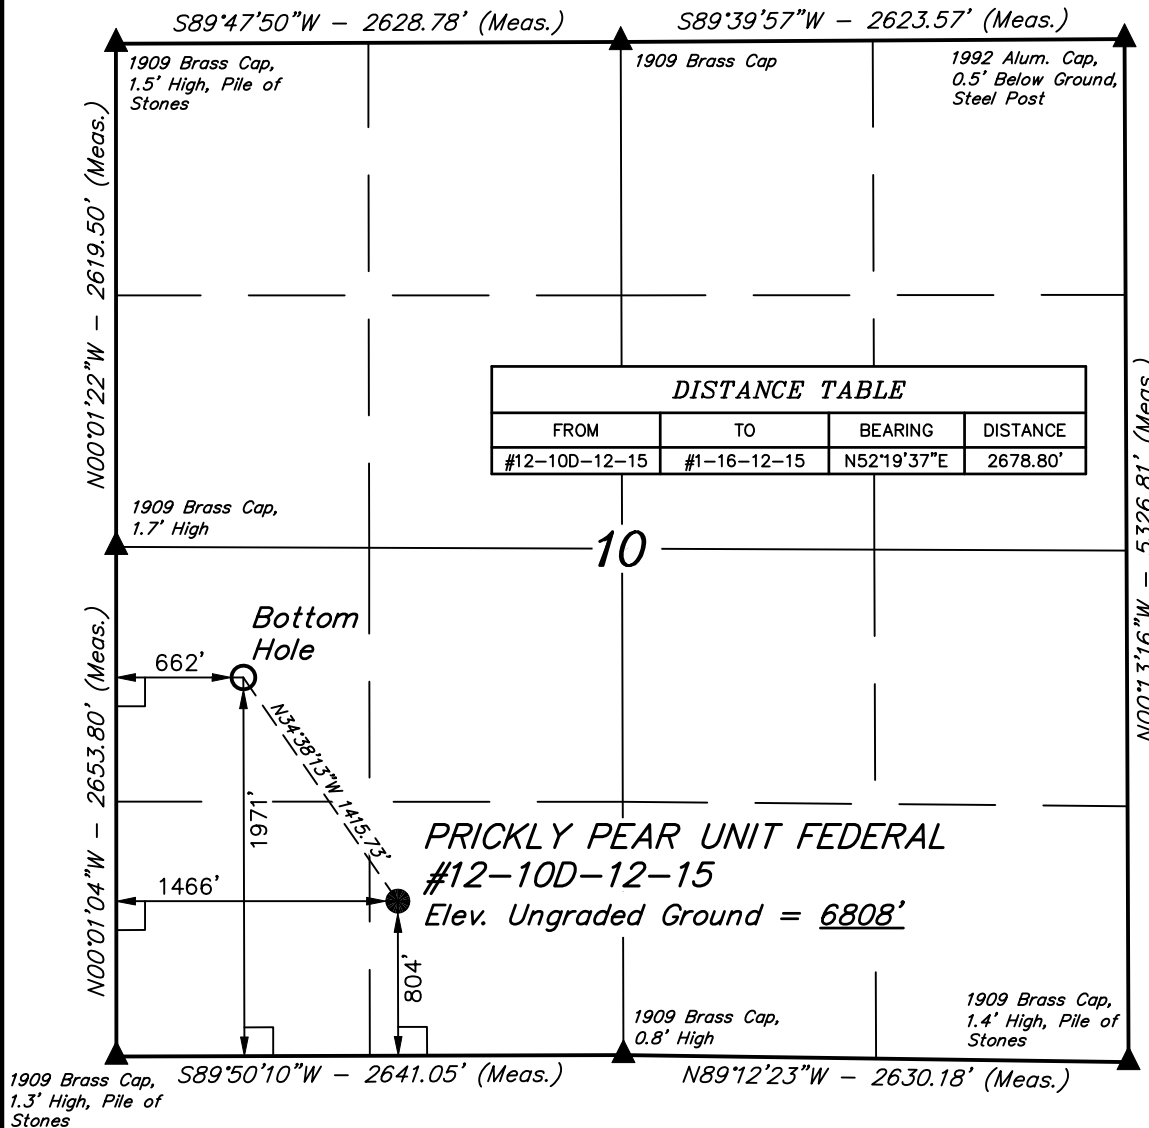 S89°47'50"W - 2628.78' (Meas.)
S89°39'57"W - 2623.57' (Meas.)
1909 Brass Cap,
1.5' High, Pile of
Stones
1909 Brass Cap
1992 Alum. Cap,
0.5' Below Ground,
Steel Post
N00°01'22"W - 2619.50' (Meas.)
DISTANCE TABLE
FROM TO BEARING DISTANCE
#12-10D-12-15 #1-16-12-15 N52°19'37"E 2678.80'
N00°13'16"W - 5326.81' (Meas.)
1909 Brass Cap,
1.7' High
10
Bottom
Hole
662'
N34°38'13"W 1415.73'
1971'
N00°01'04"W - 2653.80' (Meas.)
PRICKLY PEAR UNIT FEDERAL
#12-10D-12-15
Elev. Ungraded Ground = 6808'
1466'
804'
1909 Brass Cap,
0.8' High
1909 Brass Cap,
1.4' High, Pile of
Stones
1909 Brass Cap,
1.3' High, Pile of
Stones
S89°50'10"W - 2641.05' (Meas.)
N89°12'23"W - 2630.18' (Meas.)